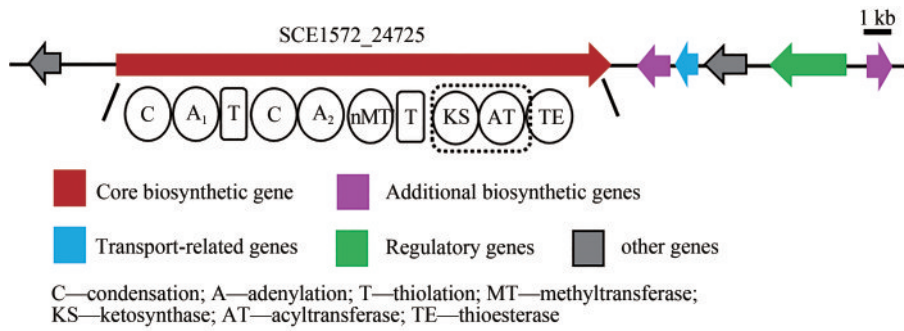 1 kb
SCE1572_24725
C A₁ T C A₂ nMT T KS AT TE
Core biosynthetic gene Additional biosynthetic genes
Transport-related genes Regulatory genes other genes
C—condensation; A—adenylation; T—thiolation; MT—methyltransferase;
KS—ketosynthase; AT—acyltransferase; TE—thioesterase